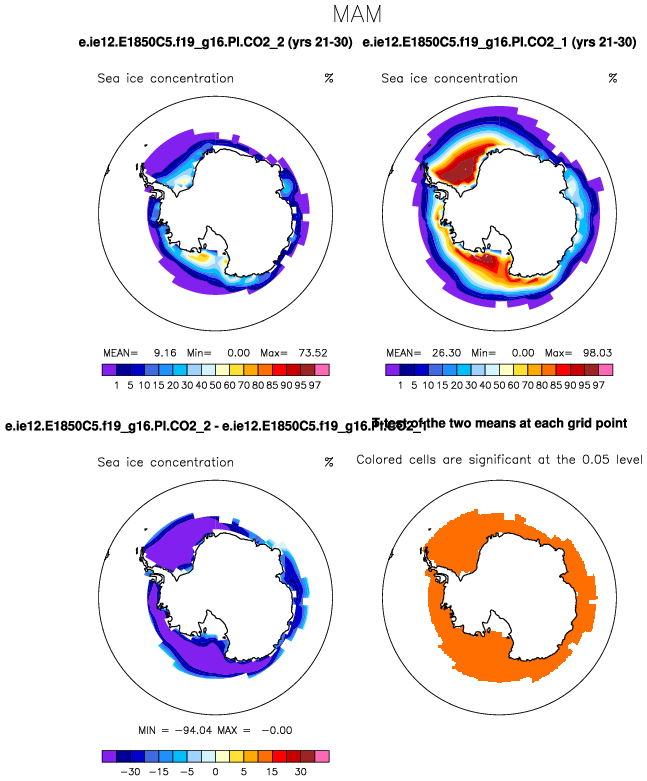 MAM
e.ie12.E1850C5.f19_g16.PI.CO2_2 (yrs 21-30)
e.ie12.E1850C5.f19_g16.PI.CO2_1 (yrs 21-30)
Sea ice concentration %
Sea ice concentration %
MEAN= 9.16 Min= 0.00 Max= 73.52
MEAN= 26.30 Min= 0.00 Max= 98.03
1 5 10 15 20 30 40 50 60 70 80 85 90 95 97
1 5 10 15 20 30 40 50 60 70 80 85 90 95 97
e.ie12.E1850C5.f19_g16.PI.CO2_2 - e.ie12.E1850C5.f19_g16.PI.CO2_1
T-test of the two means at each grid point
Sea ice concentration %
Colored cells are significant at the 0.05 level
MIN = -94.04 MAX = -0.00
-30 -15 -5 0 5 15 30